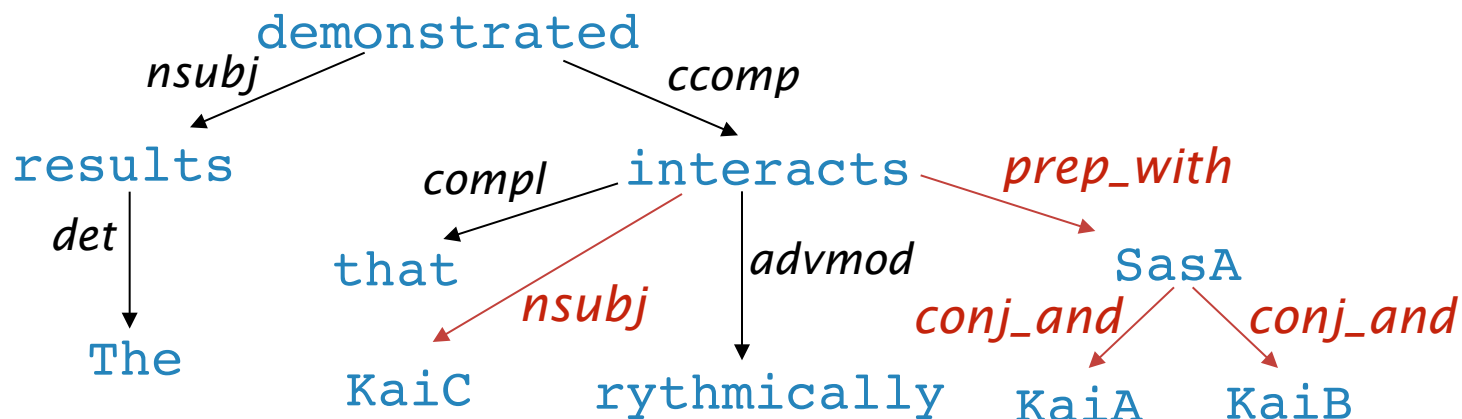 demonstrated
nsubj ccomp
results compl interacts prep_with
det that nsubj advmod SasA
conj_and conj_and
The KaiC rythmically KaiA KaiB